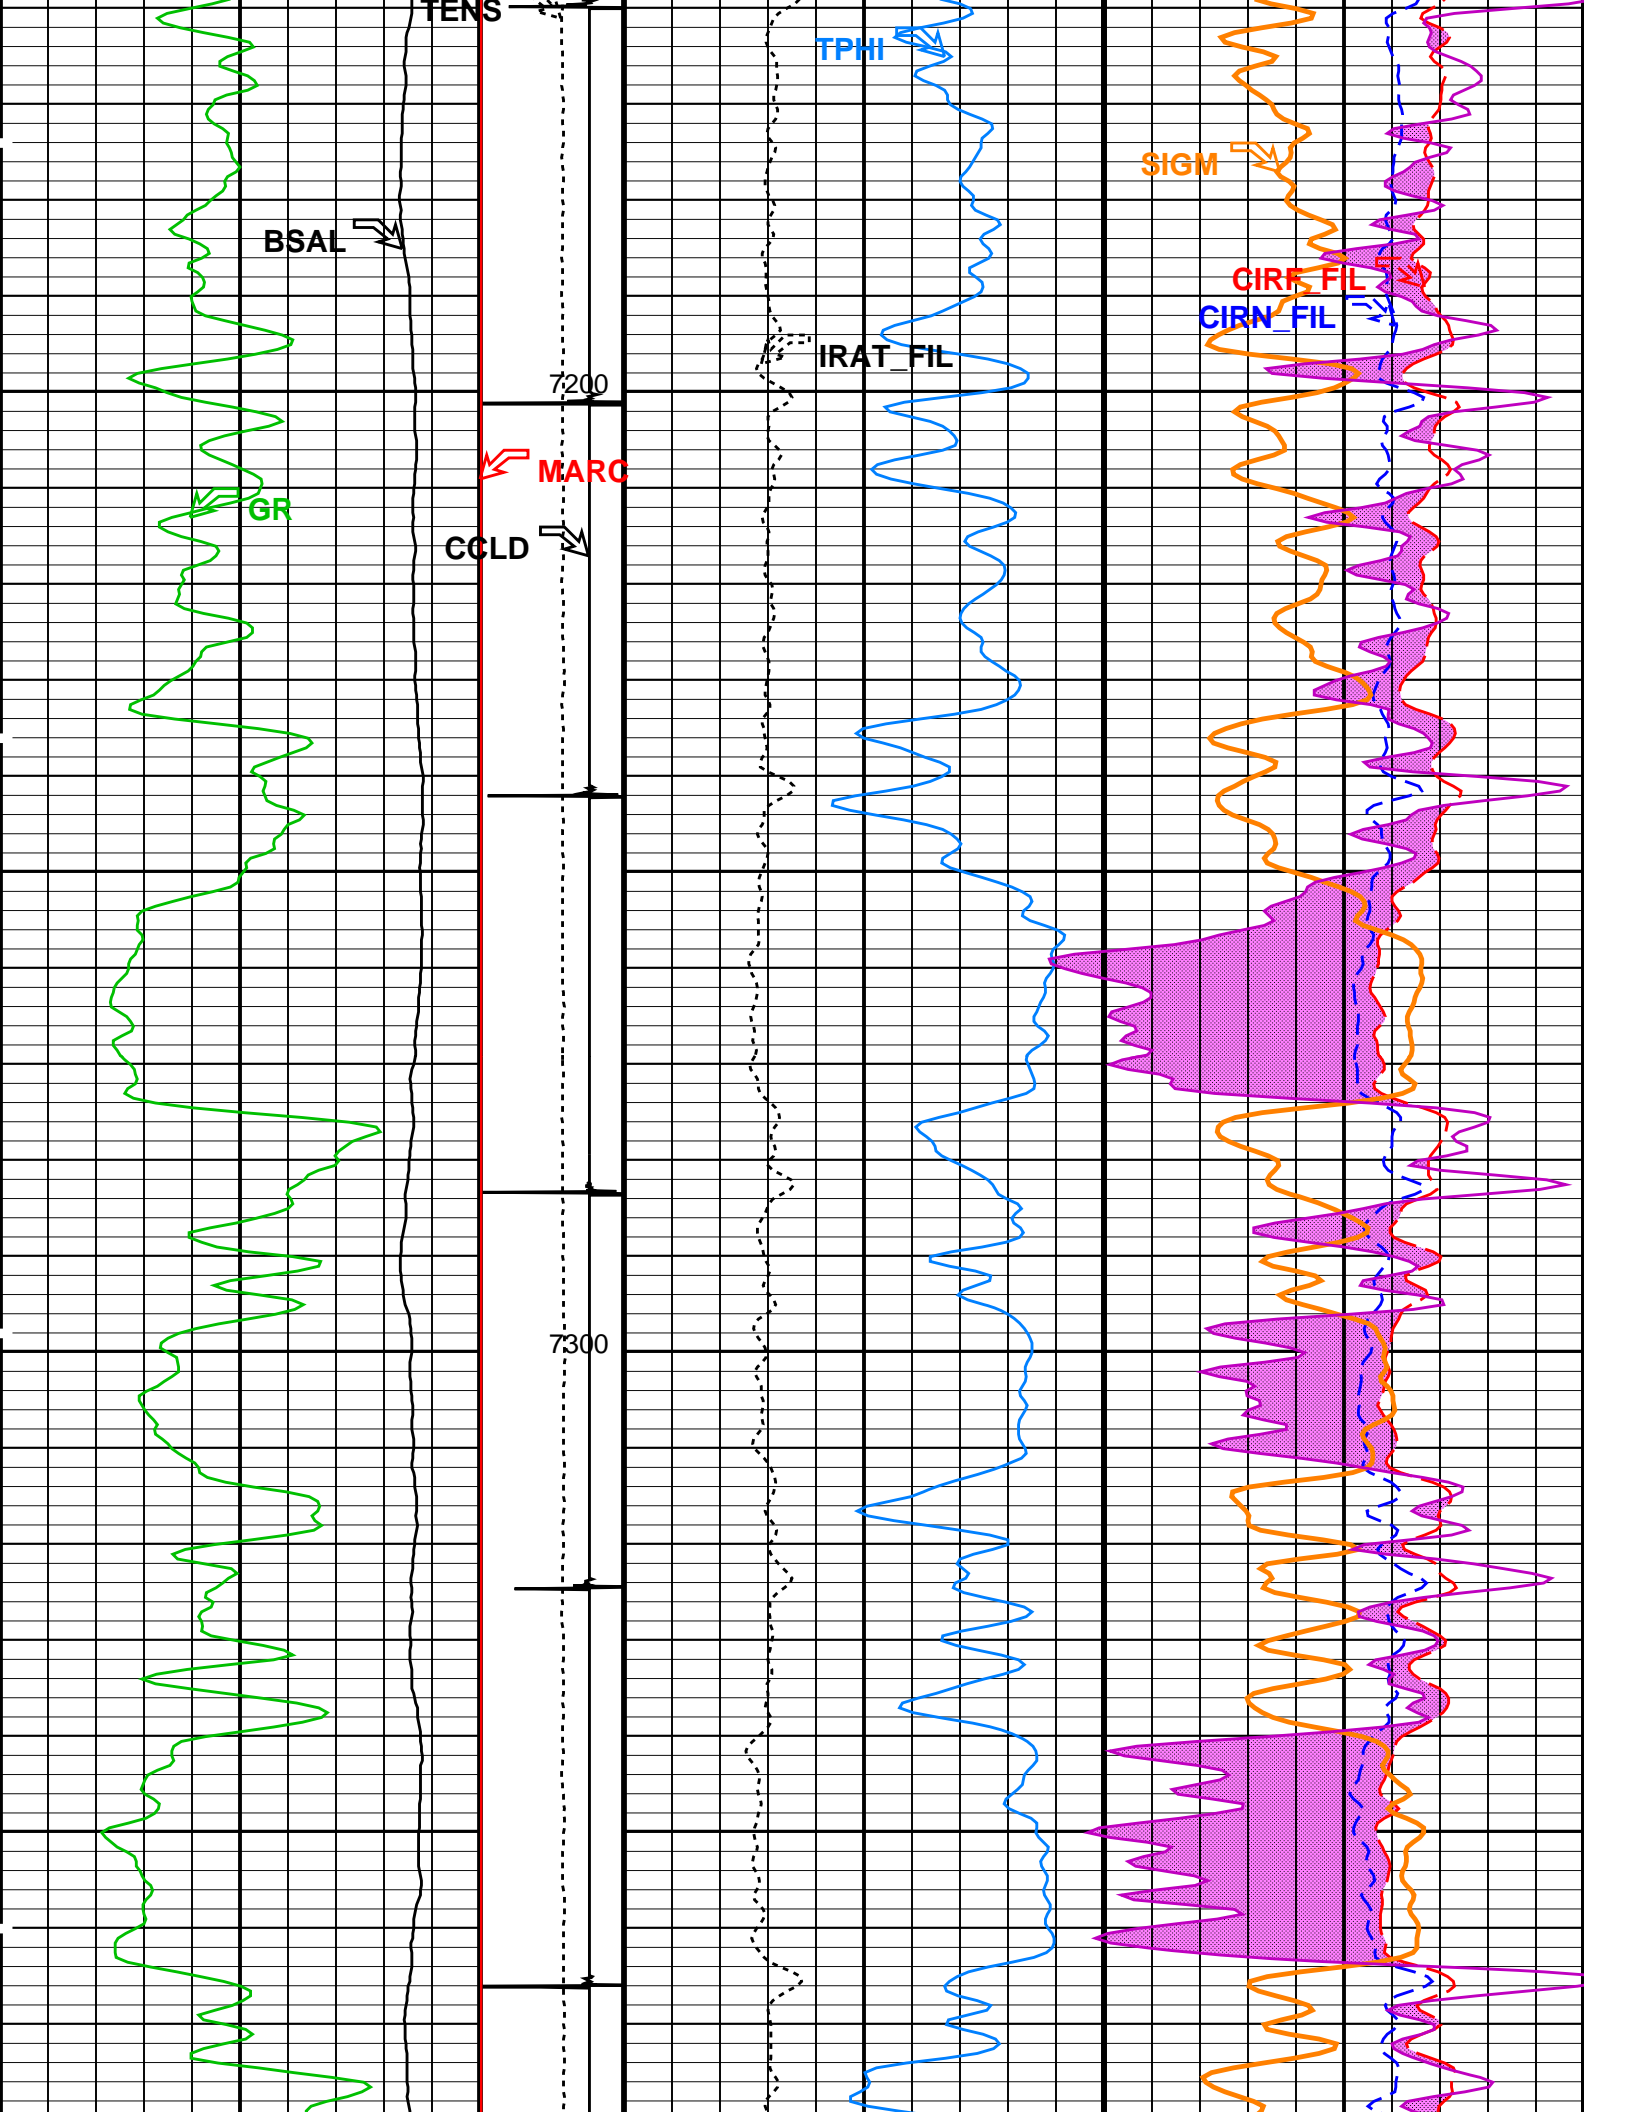 TENS
TPHI
SIGM
BSAL
CIRF_FIL
CIRN_FIL
IRAT_FIL
7200
MARC
GR
CCLD
7300